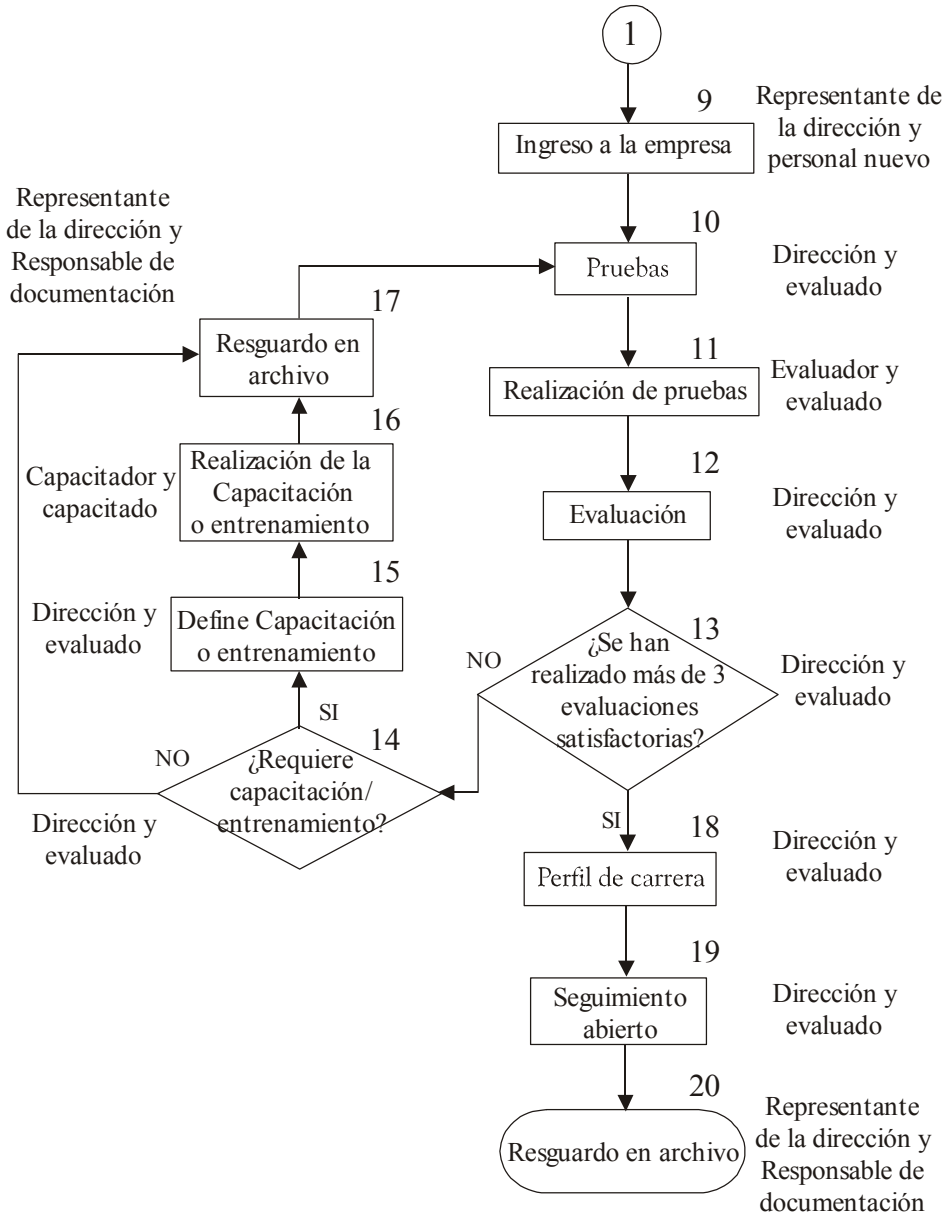 1
9
Ingreso a la empresa
Representante de
la dirección y
personal nuevo
10
Pruebas
Dirección y
evaluado
11
Realización de pruebas
Evaluador y
evaluado
12
Evaluación
Dirección y
evaluado
13
¿Se han
realizado más de 3
evaluaciones
satisfactorias?
Dirección y
evaluado
NO
SI
14
¿Requiere
capacitación/
entrenamiento?
Dirección y
evaluado
NO
SI
15
Define Capacitación
o entrenamiento
Dirección y
evaluado
16
Realización de la
Capacitación
o entrenamiento
Capacitador y
capacitado
17
Resguardo en
archivo
Representante
de la dirección y
Responsable de
documentación
18
Perfil de carrera
Dirección y
evaluado
19
Seguimiento
abierto
Dirección y
evaluado
20
Resguardo en archivo
Representante
de la dirección y
Responsable de
documentación